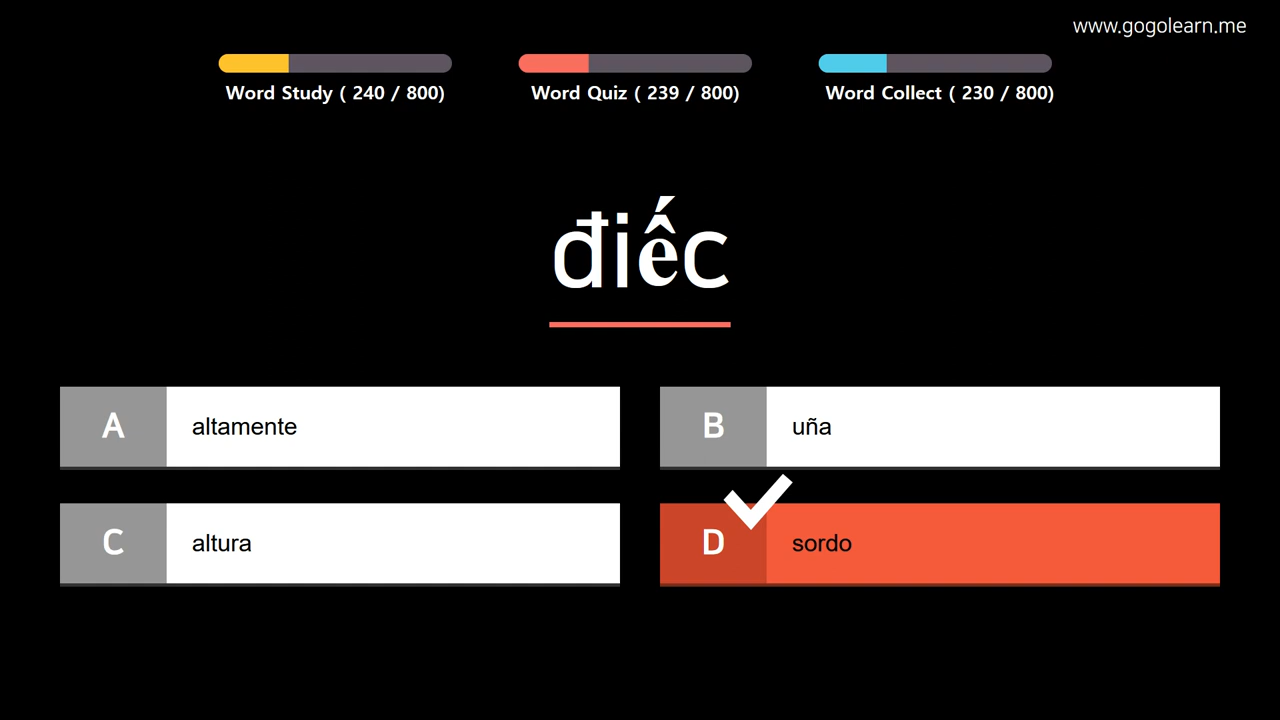 www.gogolearn.me
Word Study ( 240 / 800)
Word Quiz ( 239 / 800)
Word Collect ( 230 / 800)
điếc
A altamente
B uña
C altura
D sordo